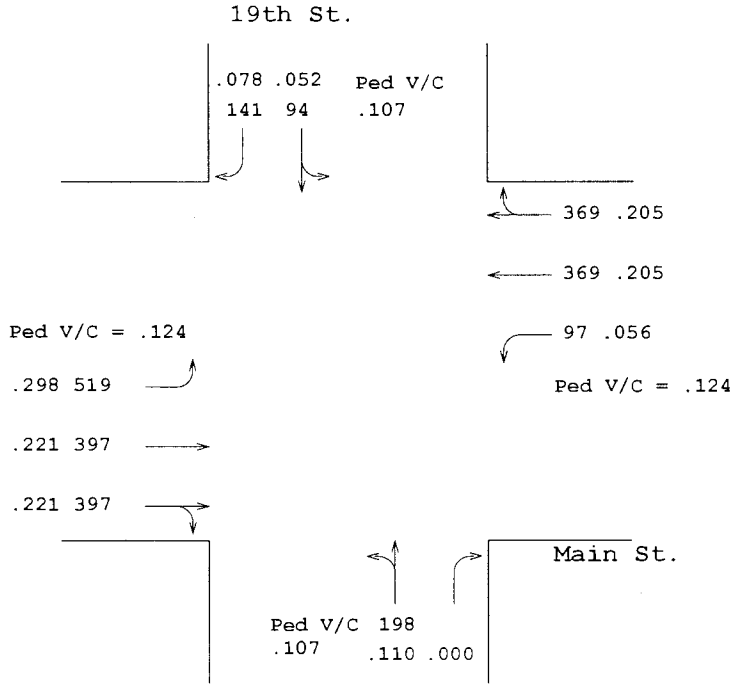 19th St.
.078 .052 Ped V/C
141 94 .107
369 .205
369 .205
Ped V/C = .124
97 .056
.298 519
Ped V/C = .124
.221 397
.221 397
Main St.
Ped V/C 198
.107 .110 .000